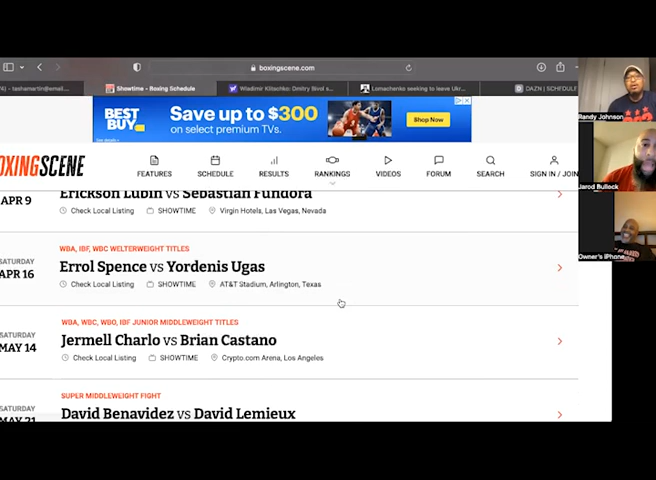 boxingscene.com
Showtime - Boxing Schedule
Wladimir Klitschko: Dmitry Bivol s...
Lomachenko seeking to leave Ukr...
DAZN | SCHEDULE
BEST BUY
Save up to $300
on select premium TVs.
Shop Now
See details
Randy Johnson
Jarod Bullock
Owner's iPhone
OXINGSCENE
FEATURES
SCHEDULE
RESULTS
RANKINGS
VIDEOS
FORUM
SEARCH
SIGN IN / JOIN
APR 9
Erickson Lubin vs Sebastian Fundora
Check Local Listing SHOWTIME Virgin Hotels, Las Vegas, Nevada
WBA, IBF, WBC WELTERWEIGHT TITLES
SATURDAY
APR 16
Errol Spence vs Yordenis Ugas
Check Local Listing SHOWTIME AT&T Stadium, Arlington, Texas
WBA, WBC, WBO, IBF JUNIOR MIDDLEWEIGHT TITLES
SATURDAY
MAY 14
Jermell Charlo vs Brian Castano
Check Local Listing SHOWTIME Crypto.com Arena, Los Angeles
SUPER MIDDLEWEIGHT FIGHT
SATURDAY
MAY 21
David Benavidez vs David Lemieux